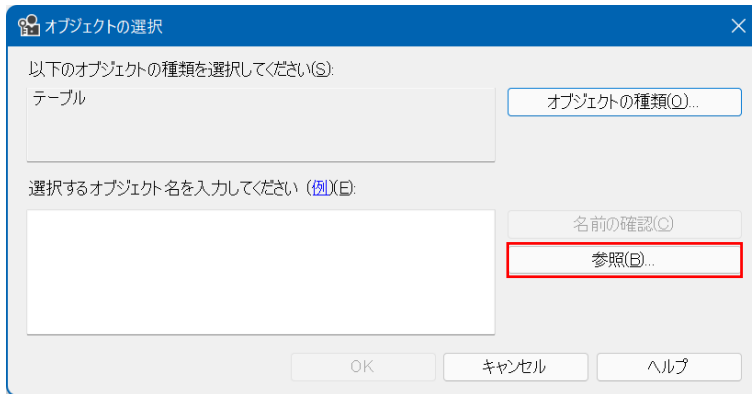 オブジェクトの選択
以下のオブジェクトの種類を選択してください(S):
テーブル
オブジェクトの種類(O)...
選択するオブジェクト名を入力してください (例)(E):
名前の確認(C)
参照(B)...
OK
キャンセル
ヘルプ